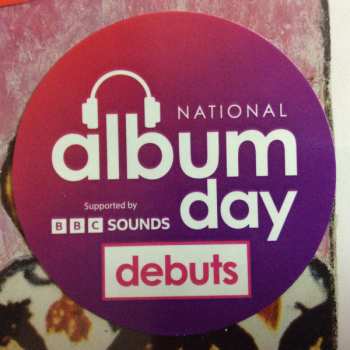 NATIONAL
album
day
Supported by
BBC SOUNDS
debuts